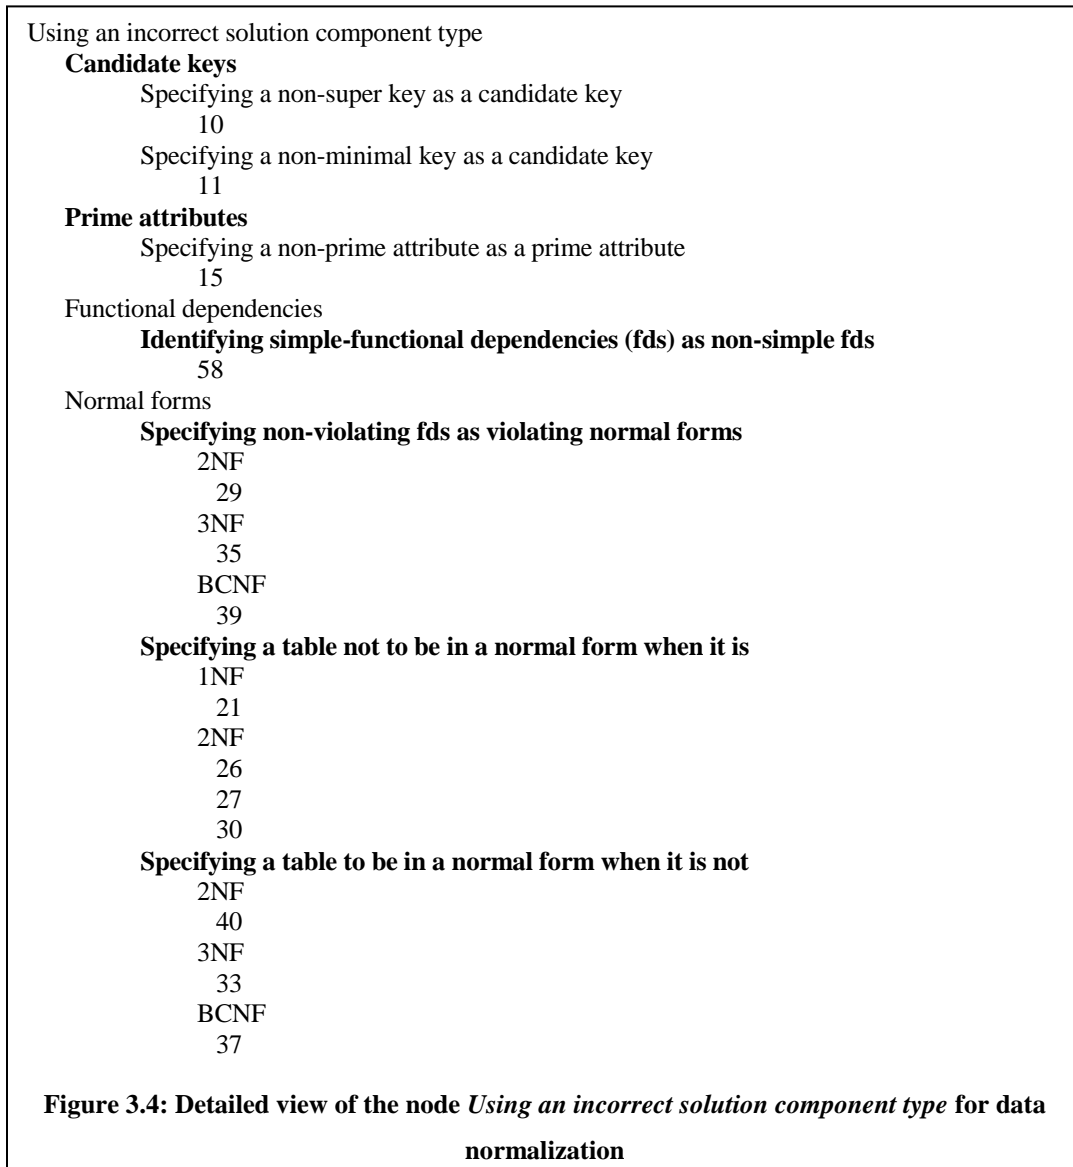 Using an incorrect solution component type
Candidate keys
Specifying a non-super key as a candidate key
10
Specifying a non-minimal key as a candidate key
11
Prime attributes
Specifying a non-prime attribute as a prime attribute
15
Functional dependencies
Identifying simple-functional dependencies (fds) as non-simple fds
58
Normal forms
Specifying non-violating fds as violating normal forms
2NF
29
3NF
35
BCNF
39
Specifying a table not to be in a normal form when it is
1NF
21
2NF
26
27
30
Specifying a table to be in a normal form when it is not
2NF
40
3NF
33
BCNF
37
Figure 3.4: Detailed view of the node Using an incorrect solution component type for data
normalization